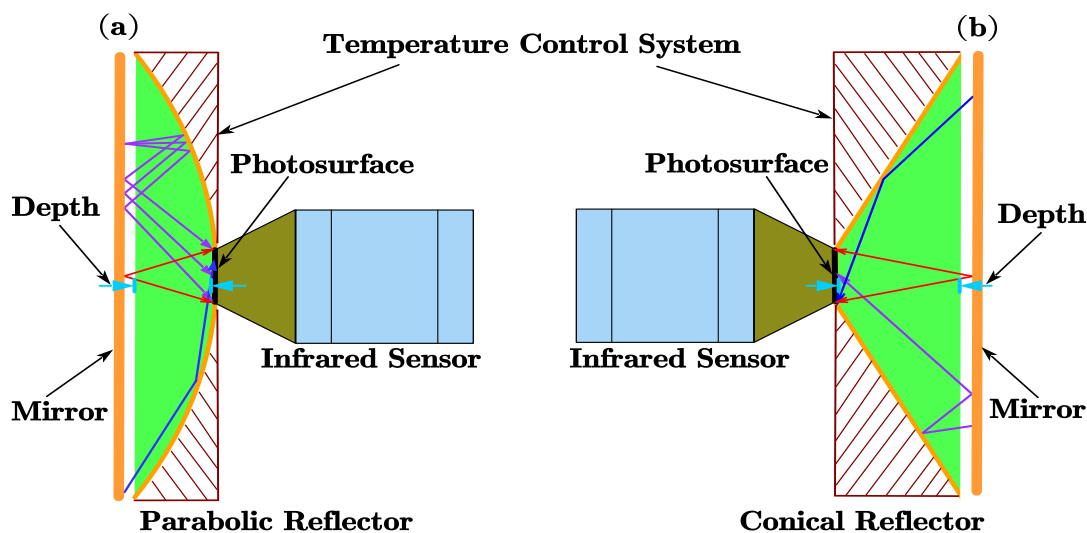 (a)
(b)
Temperature Control System
Photosurface
Photosurface
Depth
Depth
Infrared Sensor
Infrared Sensor
Mirror
Mirror
Parabolic Reflector
Conical Reflector